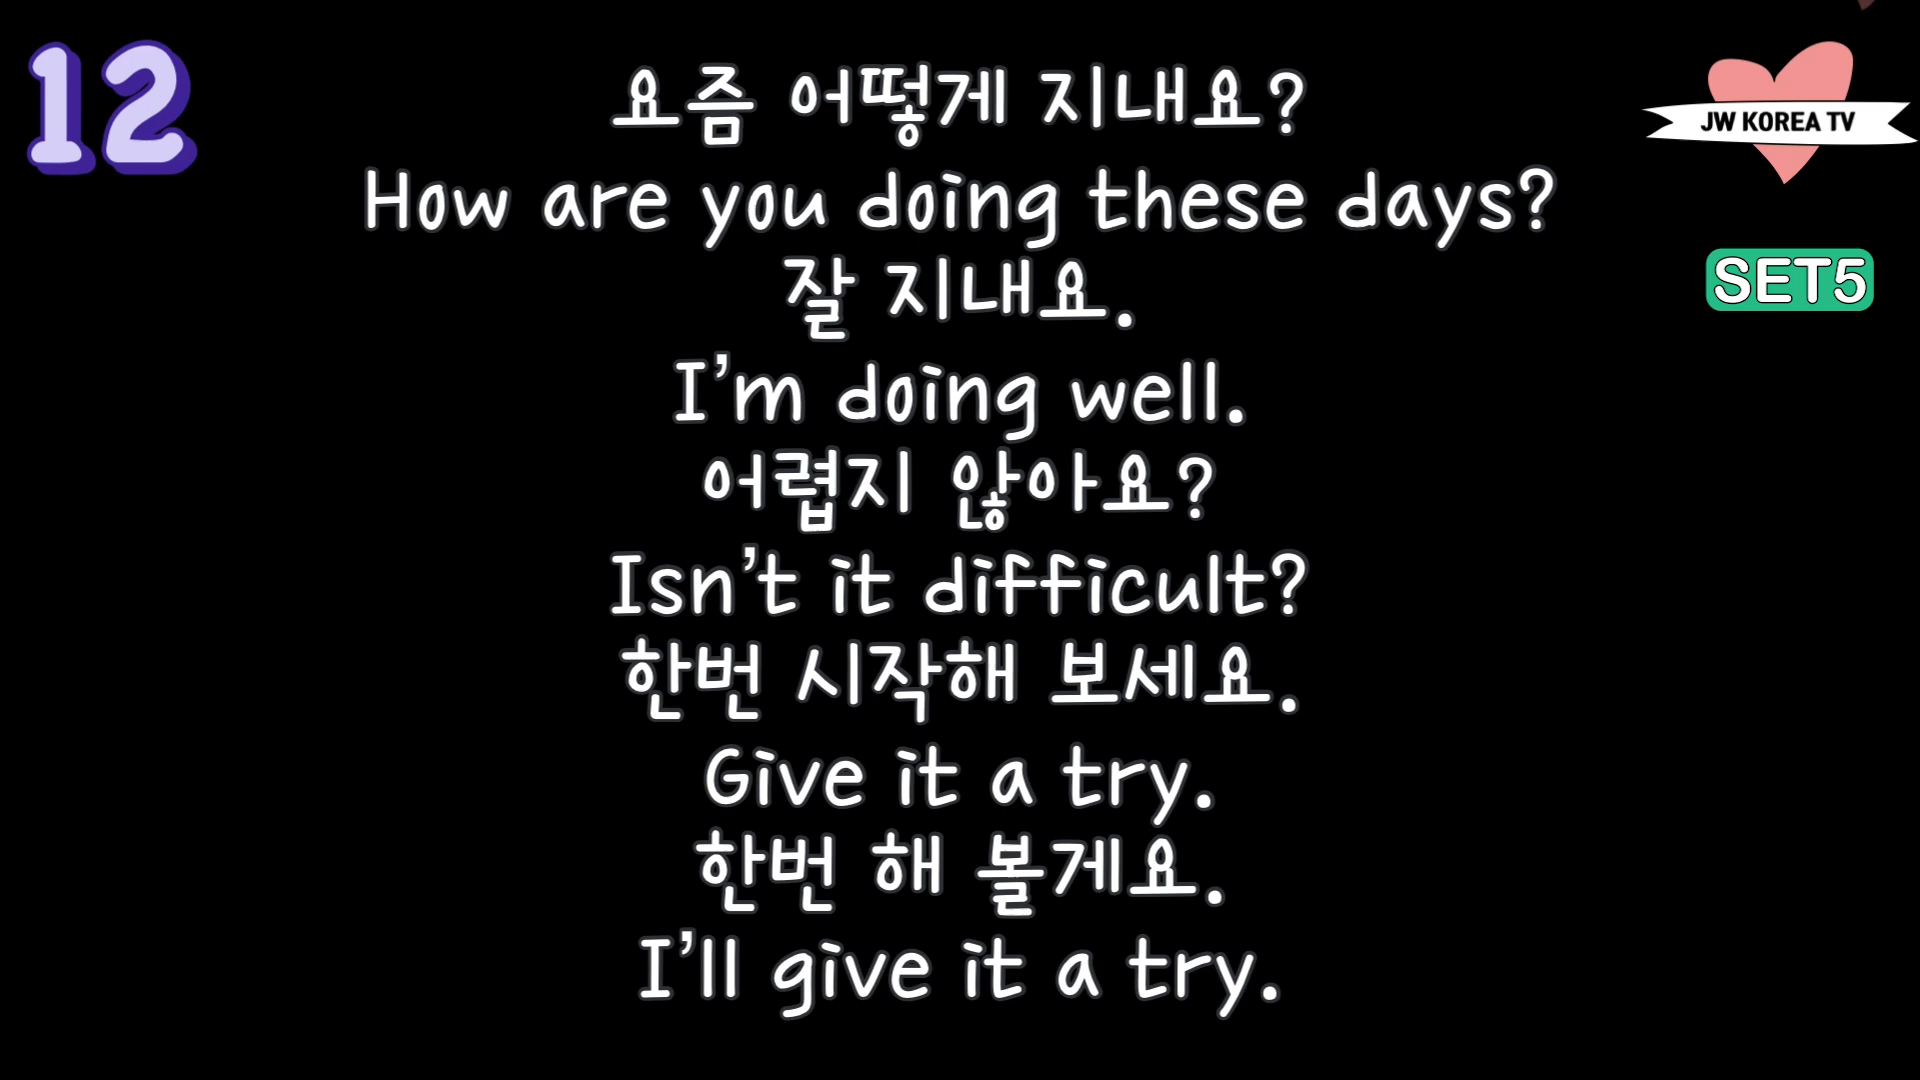 12
요즘 어떻게 지내요?
JW KOREA TV
How are you doing these days?
SET5
잘 지내요.
I'm doing well.
어렵지 않아요?
Isn't it difficult?
한번 시작해 보세요.
Give it a try.
한번 해 볼게요.
I'll give it a try.